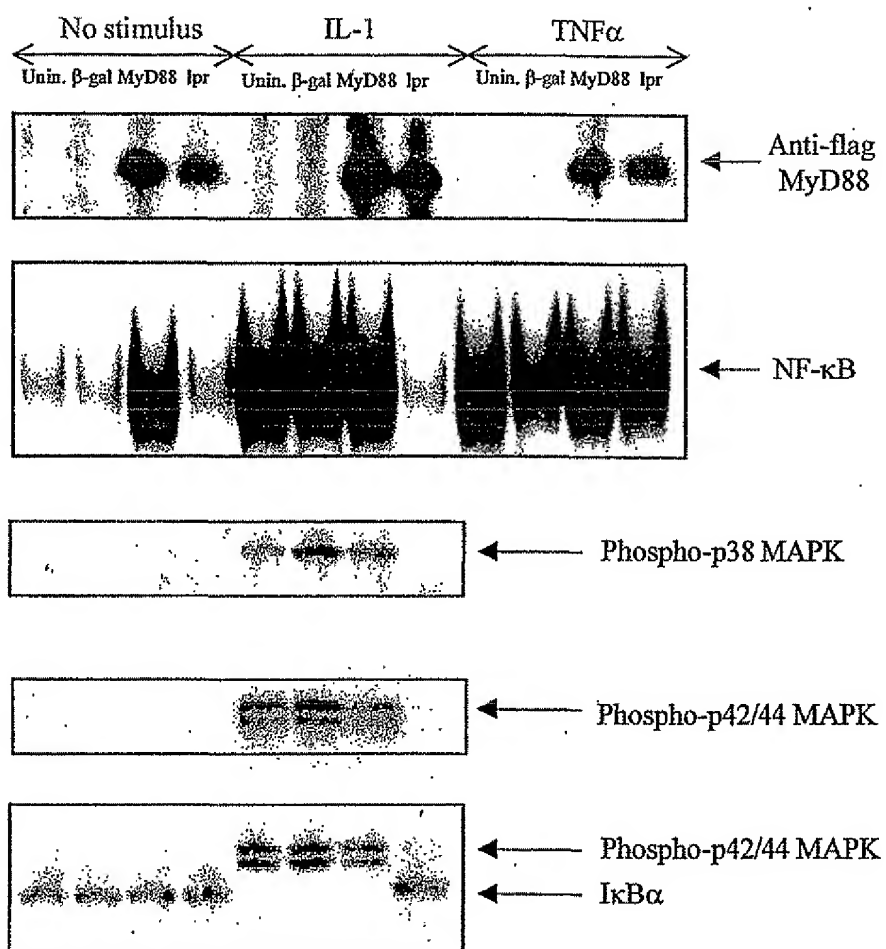 No stimulus IL-1 TNFα
Unin. β-gal MyD88 lpr Unin. β-gal MyD88 lpr Unin. β-gal MyD88 lpr
Anti-flag
MyD88
NF-κB
Phospho-p38 MAPK
Phospho-p42/44 MAPK
Phospho-p42/44 MAPK
IκBα